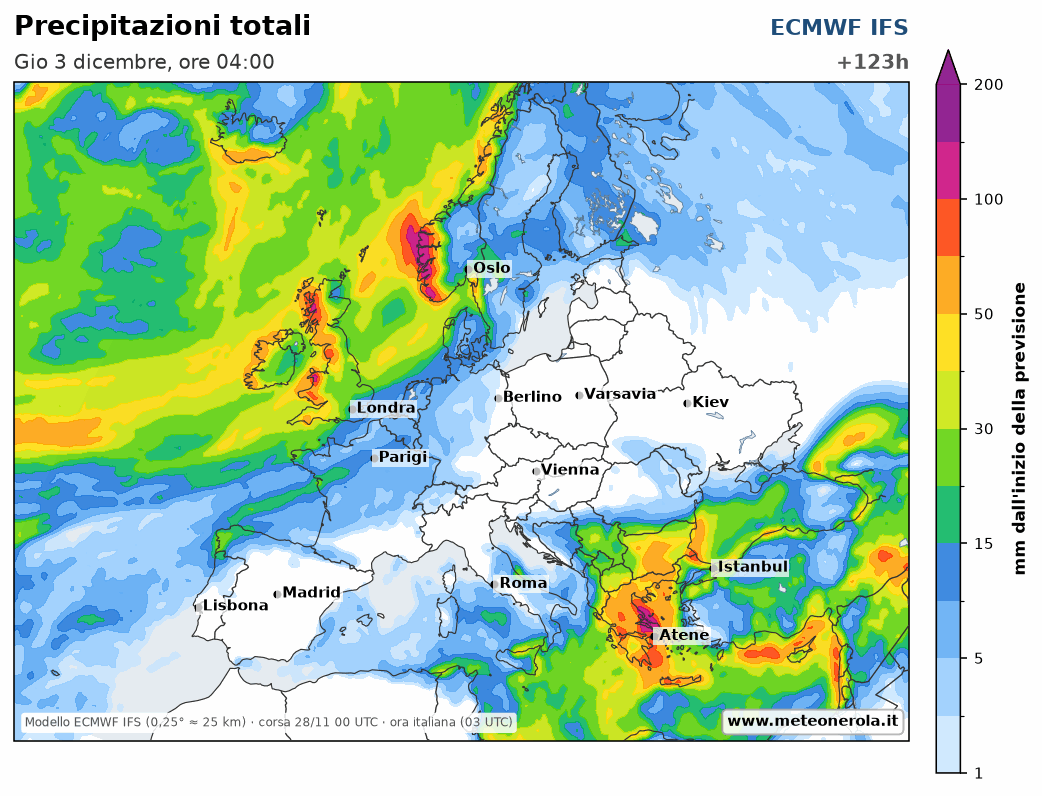 Precipitazioni totali
ECMWF IFS
Gio 3 dicembre, ore 04:00
+123h
200
100
50
30
15
5
1
mm dall'inizio della previsione
Oslo
Berlino
Varsavia
Kiev
Londra
Parigi
Vienna
Istanbul
Roma
Madrid
Lisbona
Atene
Modello ECMWF IFS (0,25° ≈ 25 km) · corsa 28/11 00 UTC · ora italiana (03 UTC)
www.meteonerola.it